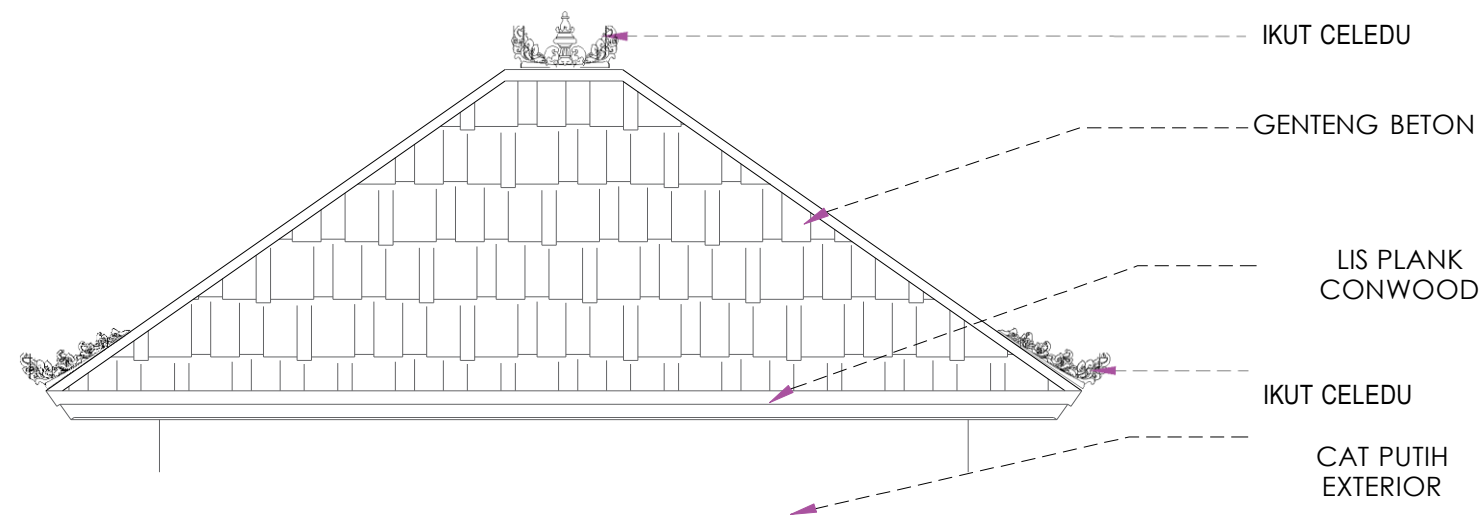 IKUT CELEDU
GENTENG BETON
LIS PLANK
CONWOOD
IKUT CELEDU
CAT PUTIH
EXTERIOR